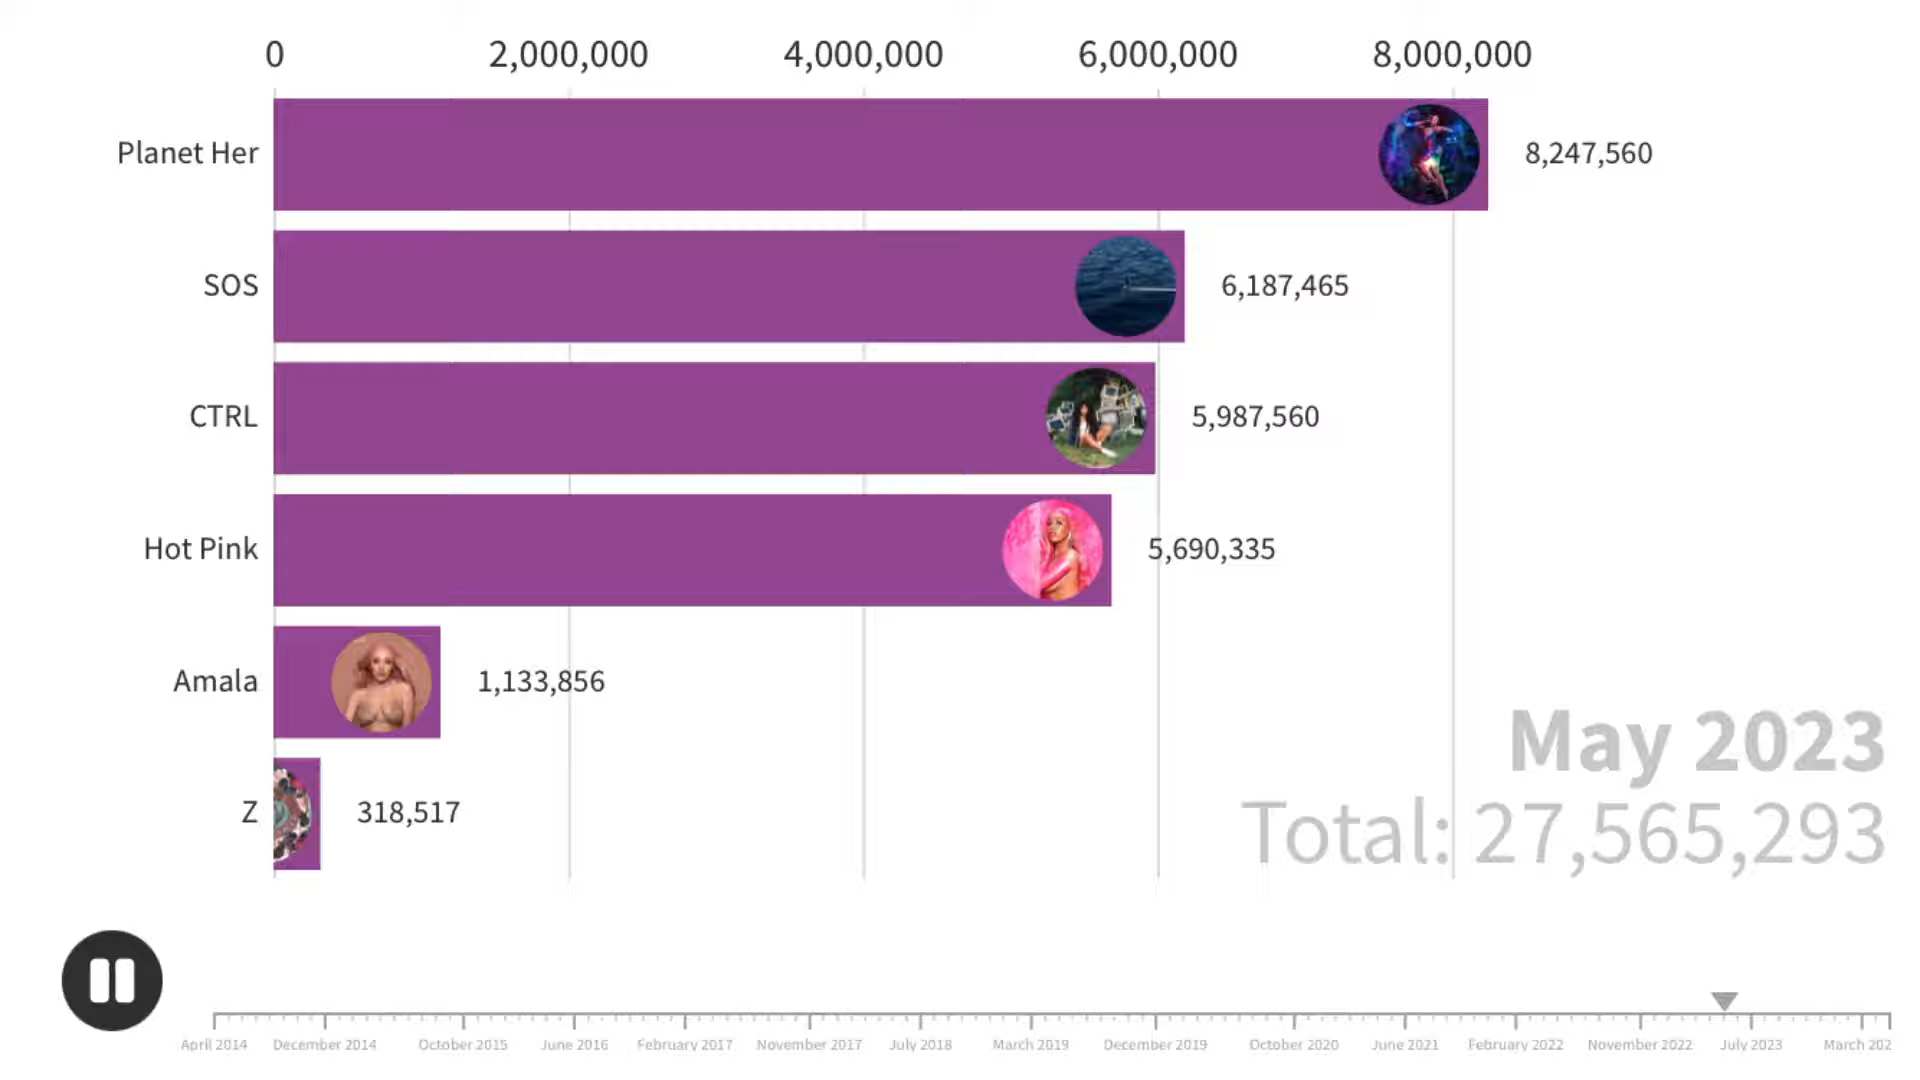 0 2,000,000 4,000,000 6,000,000 8,000,000
Planet Her 8,247,560
SOS 6,187,465
CTRL 5,987,560
Hot Pink 5,690,335
Amala 1,133,856
Z 318,517
May 2023
Total: 27,565,293
April 2014 December 2014 October 2015 June 2016 February 2017 November 2017 July 2018 March 2019 December 2019 October 2020 June 2021 February 2022 November 2022 July 2023 March 202